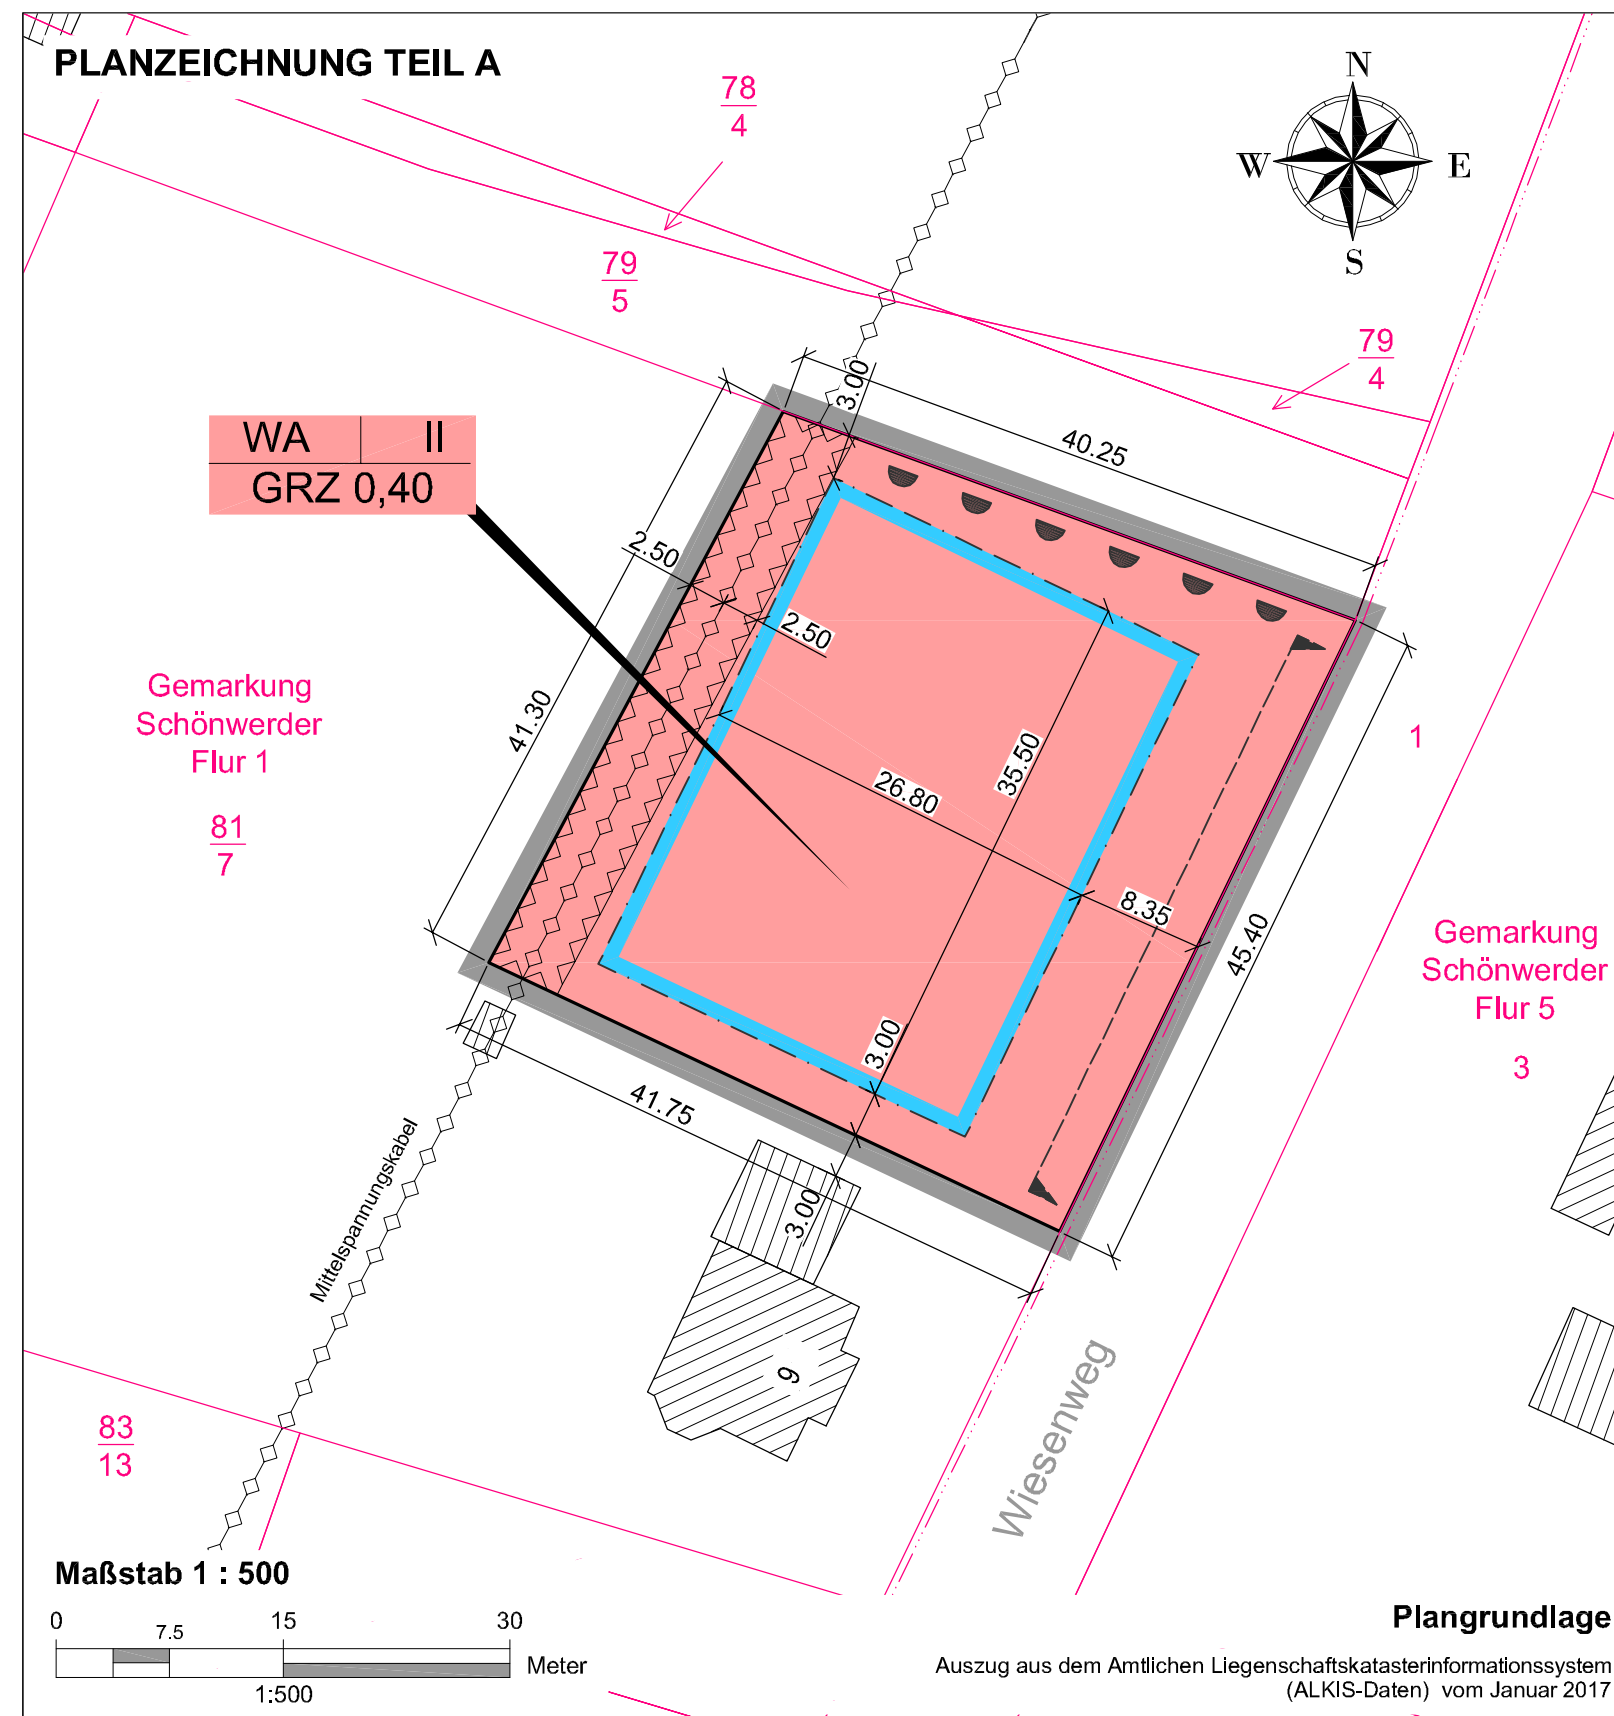 PLANZEICHNUNG TEIL A
78
4
N
W
E
S
79
5
79
4
3.00
40.25
WA
II
GRZ 0,40
2.50
2.50
41.30
35.50
26.80
8.35
45.40
3.00
41.75
3.00
Gemarkung
Schönwerder
Flur 1
81
7
1
Gemarkung
Schönwerder
Flur 5
3
Mittelspannungskabel
9
Wiesenweg
83
13
Maßstab 1 : 500
0
7.5
15
30
Meter
1:500
Plangrundlage
Auszug aus dem Amtlichen Liegenschaftskatasterinformationssystem
(ALKIS-Daten) vom Januar 2017